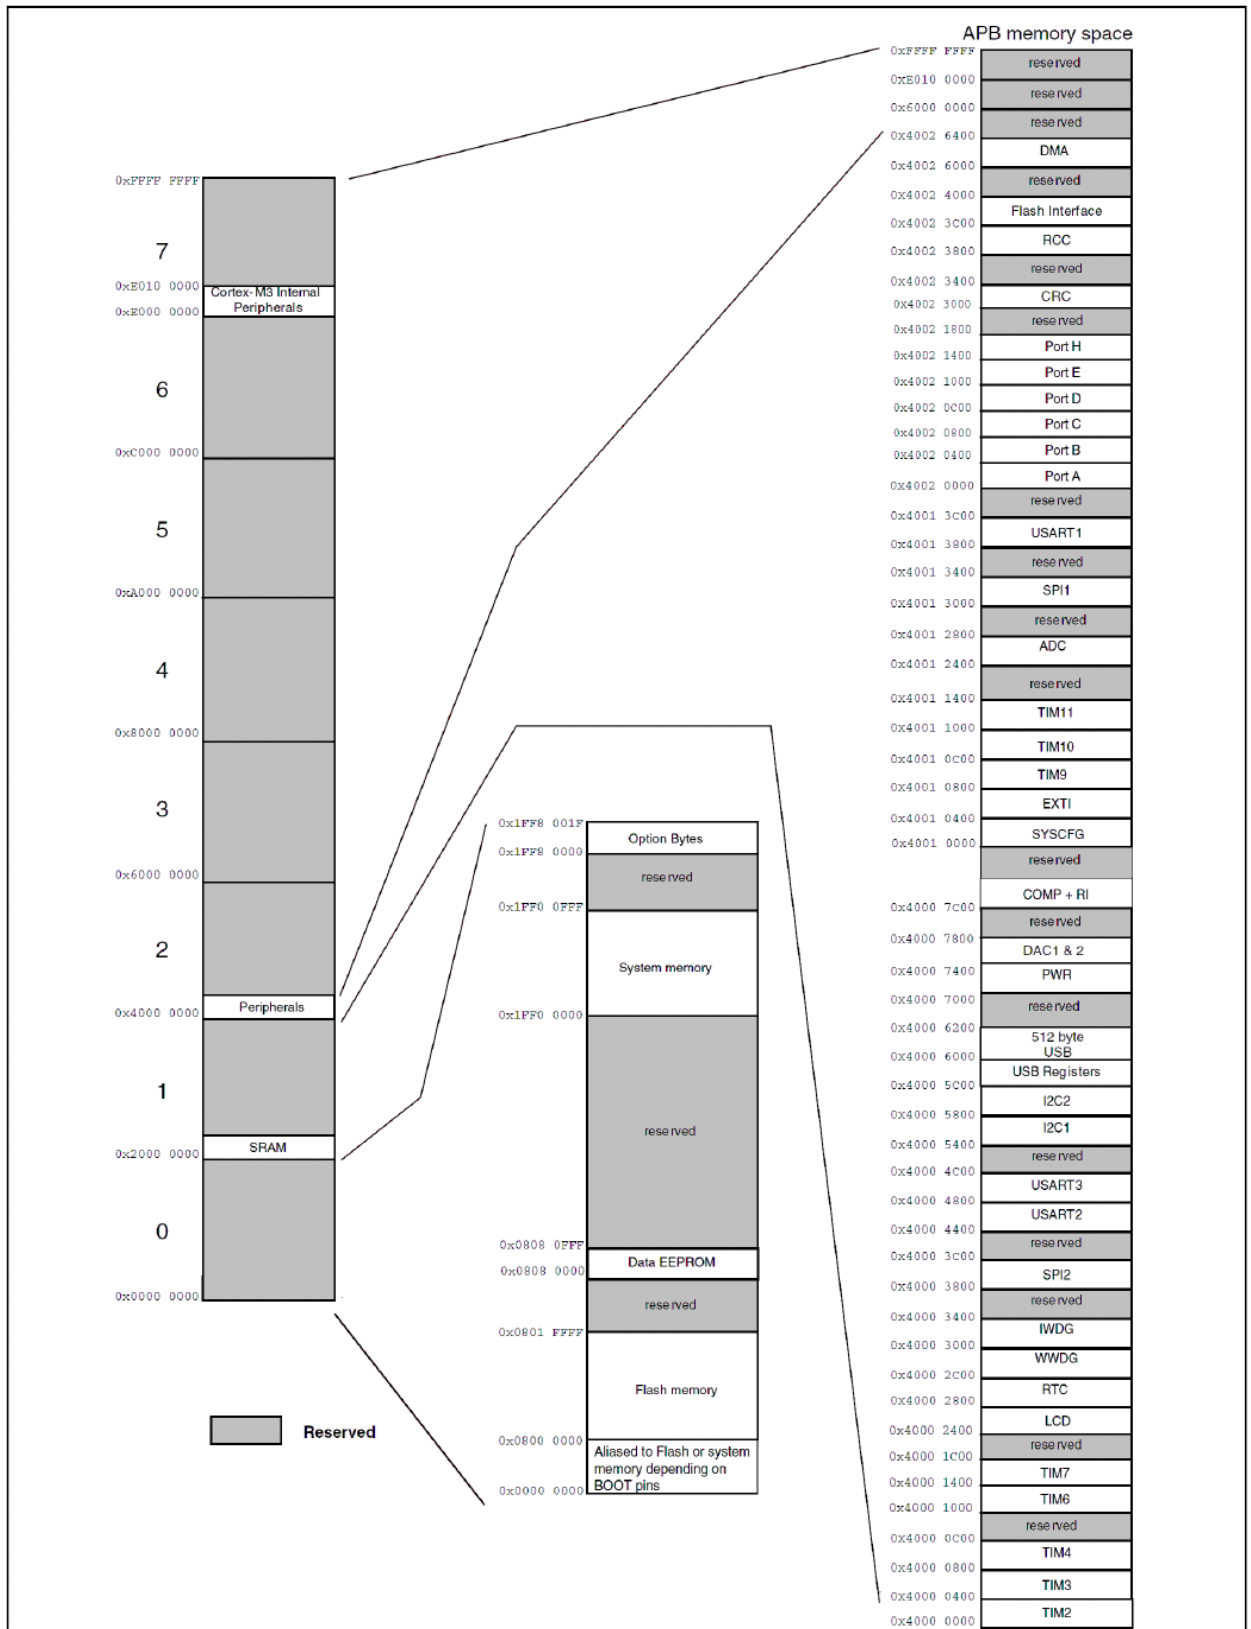 APB memory space
0xFFFF FFFF
reserved
0xE010 0000
reserved
0x6000 0000
reserved
0x4002 6400
DMA
0x4002 6000
reserved
0x4002 4000
Flash Interface
0x4002 3C00
RCC
0x4002 3800
reserved
0x4002 3400
CRC
0x4002 3000
reserved
0x4002 1800
Port H
0x4002 1400
Port E
0x4002 1000
Port D
0x4002 0C00
Port C
0x4002 0800
Port B
0x4002 0400
Port A
0x4002 0000
reserved
0x4001 3C00
USART1
0x4001 3800
reserved
0x4001 3400
SPI1
0x4001 3000
reserved
0x4001 2800
ADC
0x4001 2400
reserved
0x4001 1400
TIM11
0x4001 1000
TIM10
0x4001 0C00
TIM9
0x4001 0800
EXTI
0x4001 0400
SYSCFG
0x4001 0000
reserved
COMP + RI
0x4000 7C00
reserved
0x4000 7800
DAC1 & 2
0x4000 7400
PWR
0x4000 7000
reserved
0x4000 6200
512 byte
USB
0x4000 6000
USB Registers
0x4000 5C00
I2C2
0x4000 5800
I2C1
0x4000 5400
reserved
0x4000 4C00
USART3
0x4000 4800
USART2
0x4000 4400
reserved
0x4000 3C00
SPI2
0x4000 3800
reserved
0x4000 3400
IWDG
0x4000 3000
WWDG
0x4000 2C00
RTC
0x4000 2800
LCD
0x4000 2400
reserved
0x4000 1C00
TIM7
0x4000 1400
TIM6
0x4000 1000
reserved
0x4000 0C00
TIM4
0x4000 0800
TIM3
0x4000 0400
TIM2
0x4000 0000
0xFFFF FFFF
7
0xE010 0000
Cortex-M3 Internal
Peripherals
0xE000 0000
6
0xC000 0000
5
0xA000 0000
4
0x8000 0000
3
0x6000 0000
2
Peripherals
0x4000 0000
1
SRAM
0x2000 0000
0
0x0000 0000
0x1FF8 001F
Option Bytes
0x1FF8 0000
reserved
0x1FF0 0FFF
System memory
0x1FF0 0000
reserved
0x0808 0FFF
Data EEPROM
0x0808 0000
reserved
0x0801 FFFF
Flash memory
0x0800 0000
Aliased to Flash or system
memory depending on
BOOT pins
0x0000 0000
Reserved